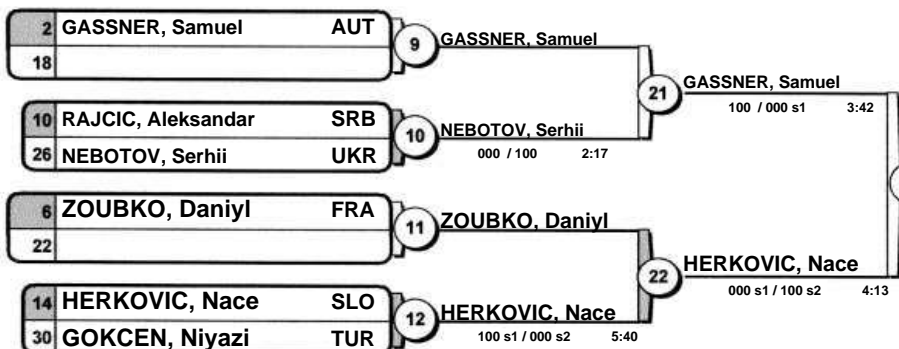 2 GASSNER, Samuel AUT
18
9
GASSNER, Samuel
10 RAJCIC, Aleksandar SRB
26 NEBOTOV, Serhii UKR
10
NEBOTOV, Serhii
000 / 100 2:17
21
GASSNER, Samuel
100 / 000 s1 3:42
6 ZOUBKO, Daniyl FRA
22
11
ZOUBKO, Daniyl
14 HERKOVIC, Nace SLO
30 GOKCEN, Niyazi TUR
12
HERKOVIC, Nace
100 s1 / 000 s2 5:40
22
HERKOVIC, Nace
000 s1 / 100 s2 4:13